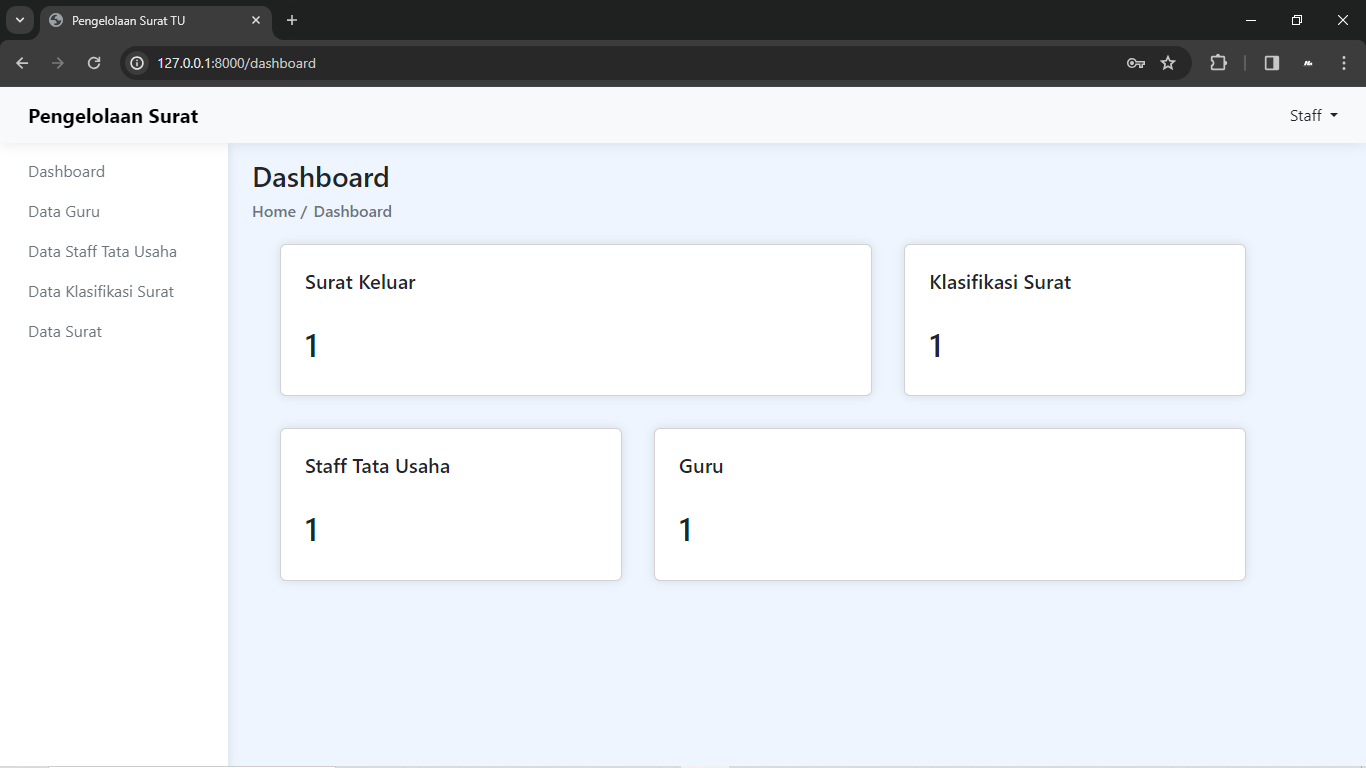 Pengelolaan Surat TU
127.0.0.1:8000/dashboard
Pengelolaan Surat
Staff
Dashboard
Data Guru
Data Staff Tata Usaha
Data Klasifikasi Surat
Data Surat
Dashboard
Home / Dashboard
Surat Keluar
1
Klasifikasi Surat
1
Staff Tata Usaha
1
Guru
1